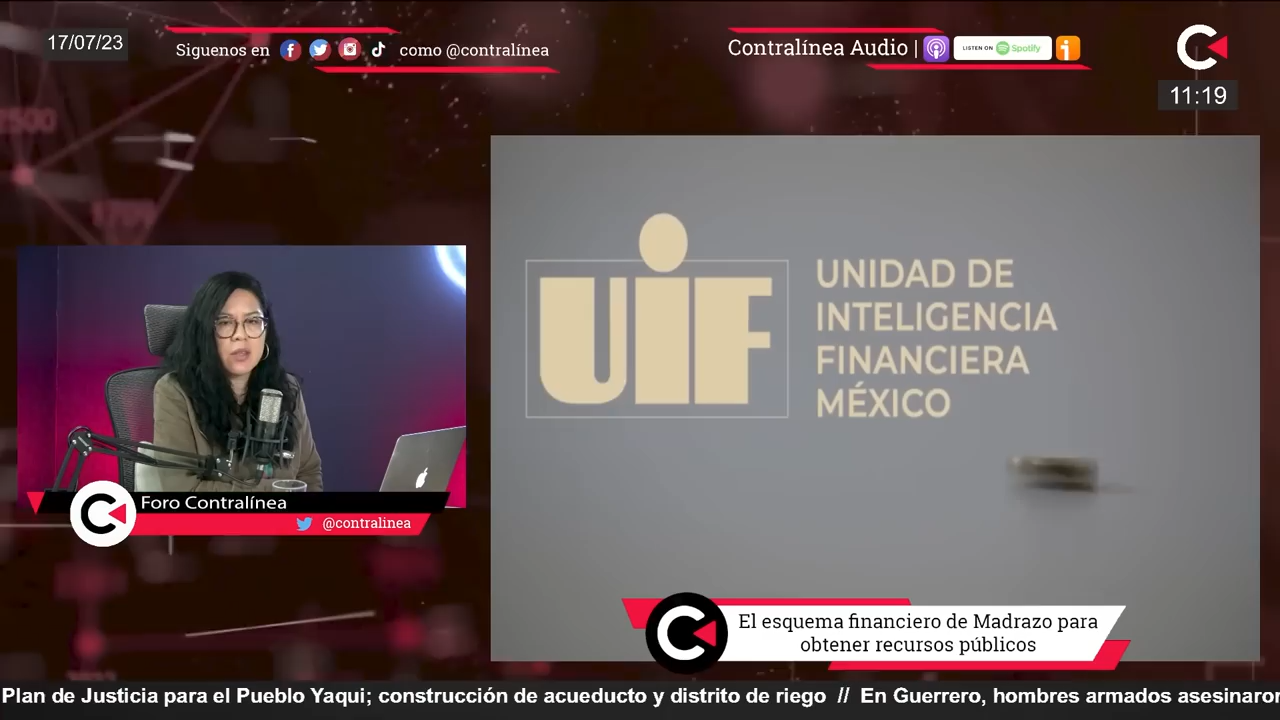 17/07/23
Siguenos en
como @contralínea
Contralínea Audio |
LISTEN ON Spotify
11:19
UIF
UNIDAD DE
INTELIGENCIA
FINANCIERA
MÉXICO
Foro Contralínea
@contralinea
El esquema financiero de Madrazo para
obtener recursos públicos
Plan de Justicia para el Pueblo Yaqui; construcción de acueducto y distrito de riego // En Guerrero, hombres armados asesinaron